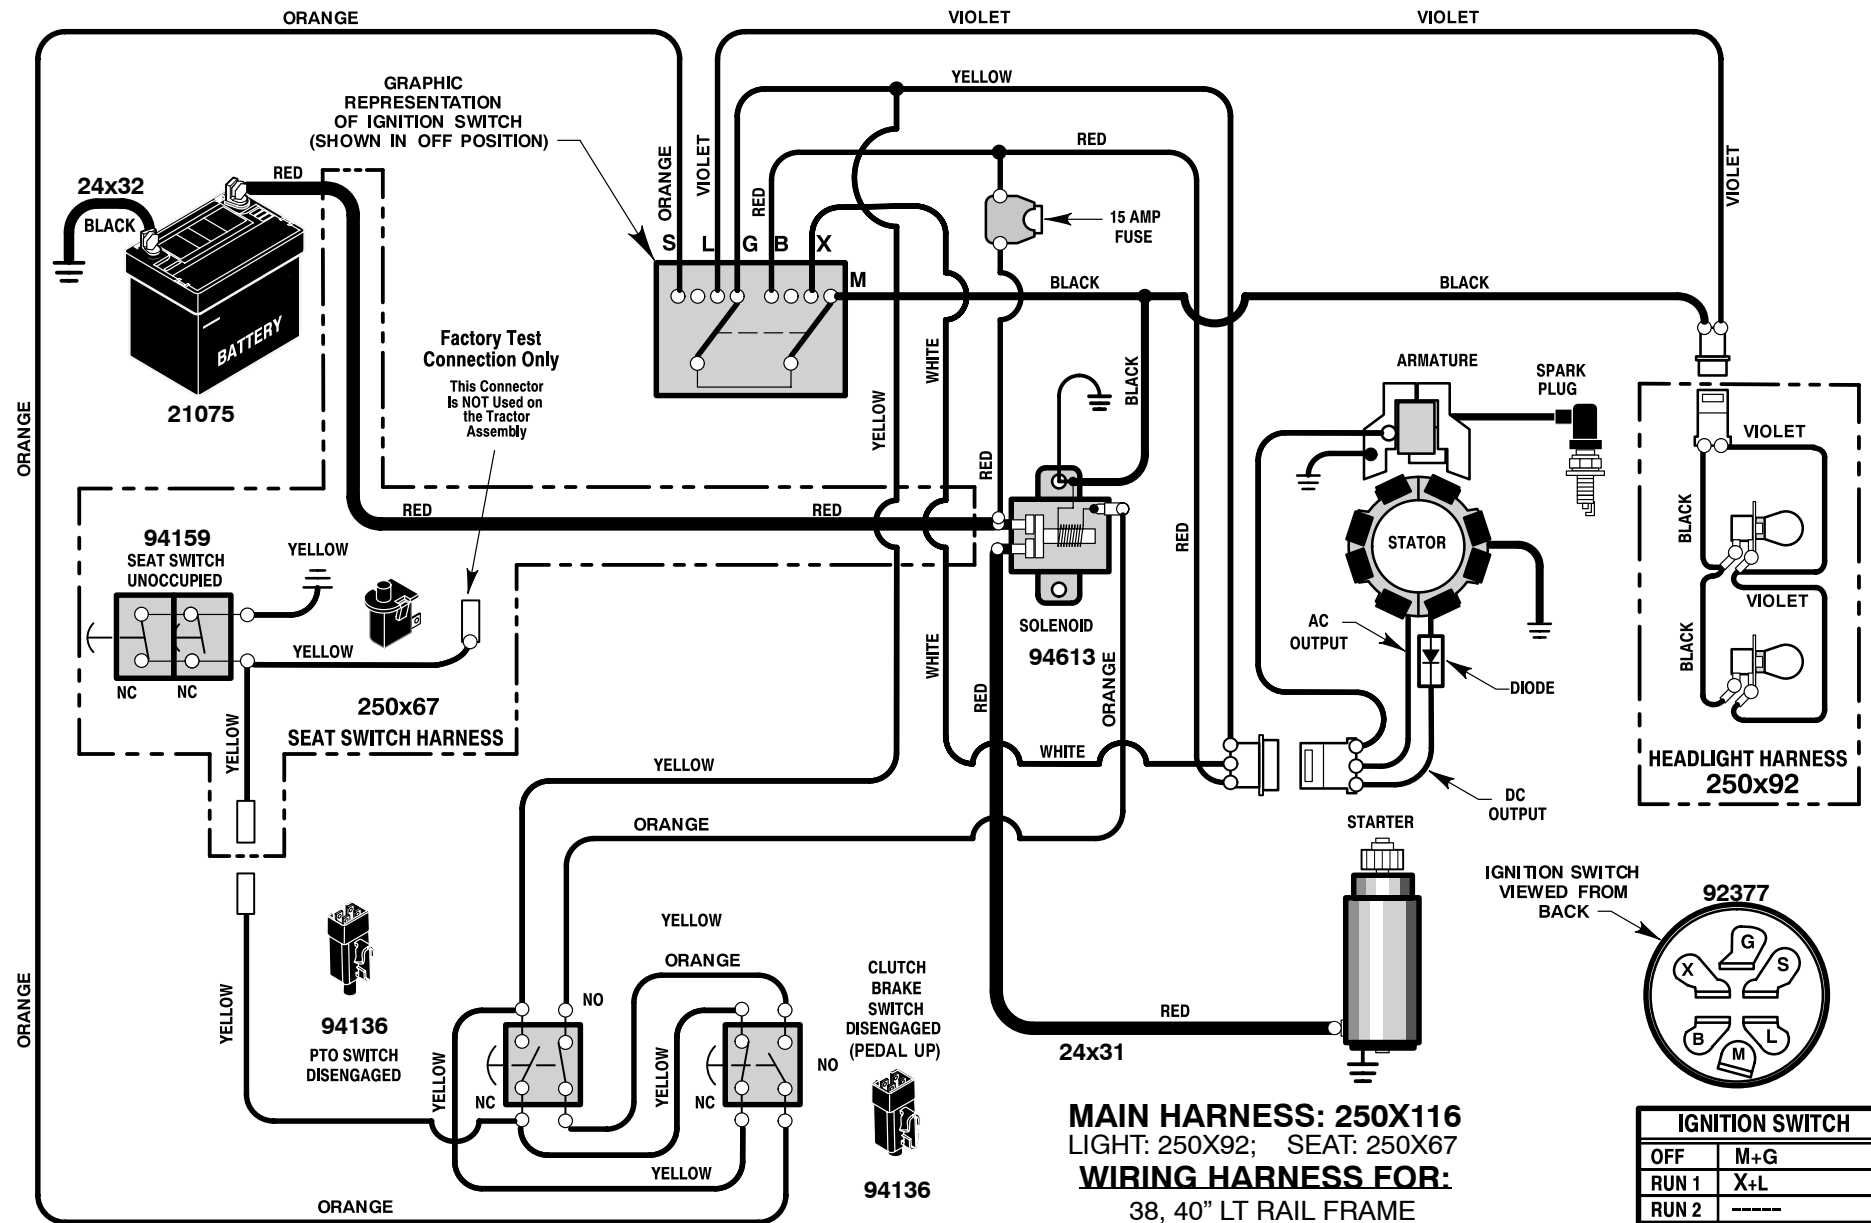 ORANGE
VIOLET
VIOLET
GRAPHIC
REPRESENTATION
OF IGNITION SWITCH
(SHOWN IN OFF POSITION)
YELLOW
RED
ORANGE
VIOLET
RED
VIOLET
24x32
RED
BLACK
15 AMP
FUSE
S L G B X
M
BLACK
BLACK
BATTERY
21075
Factory Test
Connection Only
This Connector
Is NOT Used on
the Tractor
Assembly
WHITE
BLACK
ARMATURE
SPARK
PLUG
ORANGE
YELLOW
VIOLET
RED
RED
RED
94159
SEAT SWITCH
UNOCCUPIED
YELLOW
RED
STATOR
BLACK
VIOLET
YELLOW
SOLENOID
94613
AC
OUTPUT
BLACK
WHITE
NC
NC
250x67
SEAT SWITCH HARNESS
RED
ORANGE
DIODE
YELLOW
YELLOW
WHITE
HEADLIGHT HARNESS
250x92
DC
OUTPUT
ORANGE
STARTER
IGNITION SWITCH
VIEWED FROM
BACK
92377
YELLOW
ORANGE
CLUTCH
BRAKE
SWITCH
DISENGAGED
(PEDAL UP)
G
X
S
B
L
M
ORANGE
YELLOW
94136
PTO SWITCH
DISENGAGED
NO
RED
24x31
YELLOW
YELLOW
NO
NC
NC
YELLOW
94136
ORANGE
MAIN HARNESS: 250X116
LIGHT: 250X92; SEAT: 250X67
WIRING HARNESS FOR:
38, 40” LT RAIL FRAME
IGNITION SWITCH
OFF M+G
RUN 1 X+L
RUN 2 -----